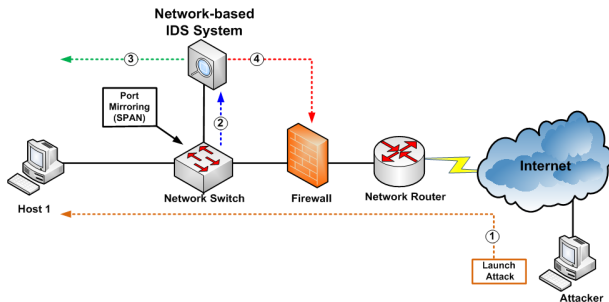 Network-based
IDS System
3
4
Port
Mirroring
(SPAN)
2
Internet
Host 1
Network Switch
Firewall
Network Router
1
Launch
Attack
Attacker